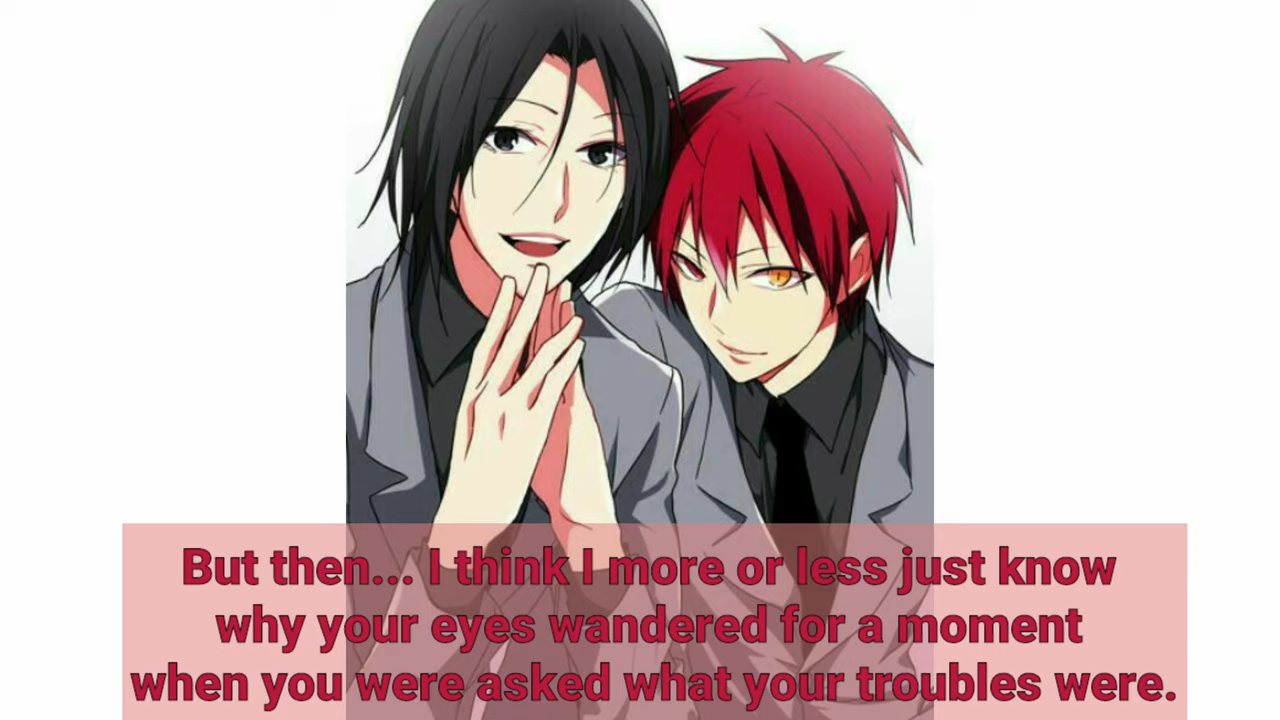 But then... I think I more or less just know
why your eyes wandered for a moment
when you were asked what your troubles were.